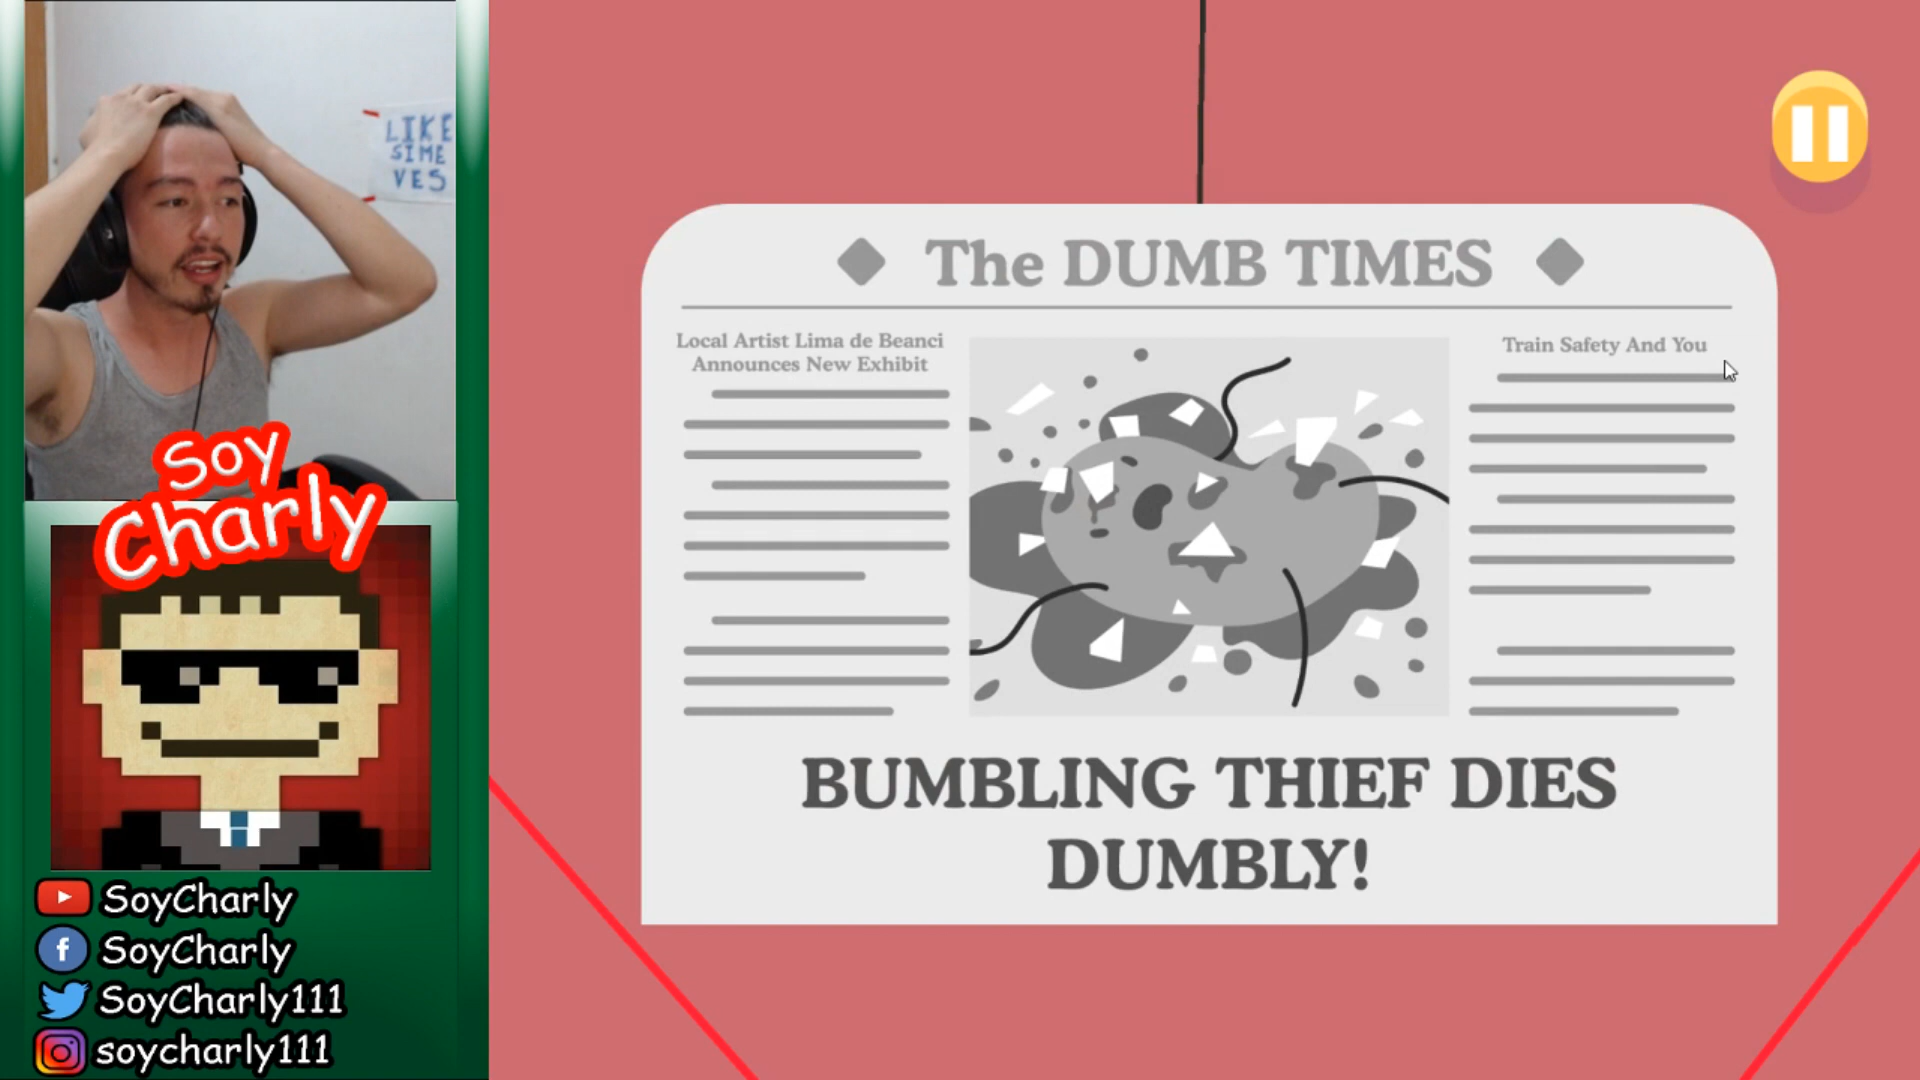 LIKE
SIME
VES
Soy
Charly
SoyCharly
SoyCharly
SoyCharly111
soycharly111
The DUMB TIMES
Local Artist Lima de Beanci
Announces New Exhibit
Train Safety And You
BUMBLING THIEF DIES
DUMBLY!